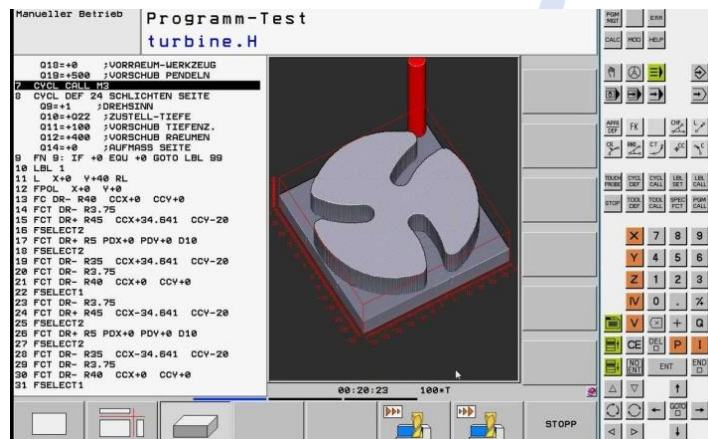 Manueller Betrieb
Programm-Test
turbine.H
Q18=+0 ;VORRAEUM-WERKZEUG
Q19=+500 ;VORSCHUB PENDELN
7 CYCL CALL M3
8 CYCL DEF 24 SCHLICHTEN SEITE
Q9=+1 ;DREHSINN
Q10=+Q22 ;ZUSTELL-TIEFE
Q11=+100 ;VORSCHUB TIEFENZ.
Q12=+400 ;VORSCHUB RAEUMEN
Q14=+0 ;AUFMASS SEITE
9 FN 9: IF +0 EQU +0 GOTO LBL 99
10 LBL 1
11 L X+0 Y+40 RL
12 FPOL X+0 Y+0
13 FC DR- R40 CCX+0 CCY+0
14 FCT DR- R3.75
15 FCT DR+ R45 CCX+34.641 CCY-20
16 FSELECT2
17 FCT DR+ R5 PDX+0 PDY+0 D10
18 FSELECT2
19 FCT DR- R35 CCX+34.641 CCY-20
20 FCT DR- R3.75
21 FCT DR- R40 CCX+0 CCY+0
22 FSELECT1
23 FCT DR- R3.75
24 FCT DR+ R45 CCX-34.641 CCY-20
25 FSELECT2
26 FCT DR+ R5 PDX+0 PDY+0 D10
27 FSELECT2
28 FCT DR- R35 CCX-34.641 CCY-20
29 FCT DR- R3.75
30 FCT DR- R40 CCX+0 CCY+0
31 FSELECT1
00:20:23 100*T
STOPP
PGM MGT
ERR
CALC
MOD
HELP
APPR DEP
FK
CHF
L
CR
RND
CT
CC
C
TOUCH PROBE
CYCL DEF
CYCL CALL
LBL SET
LBL CALL
STOP
TOOL DEF
TOOL CALL
SPEC FCT
PGM CALL
X 7 8 9
Y 4 5 6
Z 1 2 3
IV 0 .
V + Q
CE DEL P I
NO ENT
ENT
END
GOTO